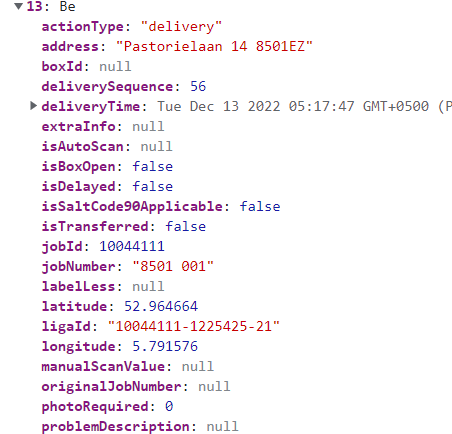 13: Be
actionType: "delivery"
address: "Pastorielaan 14 8501EZ"
boxId: null
deliverySequence: 56
deliveryTime: Tue Dec 13 2022 05:17:47 GMT+0500 (P
extraInfo: null
isAutoScan: null
isBoxOpen: false
isDelayed: false
isSaltCode90Applicable: false
isTransferred: false
jobId: 10044111
jobNumber: "8501 001"
labelLess: null
latitude: 52.964664
ligaId: "10044111-1225425-21"
longitude: 5.791576
manualScanValue: null
originalJobNumber: null
photoRequired: 0
problemDescription: null